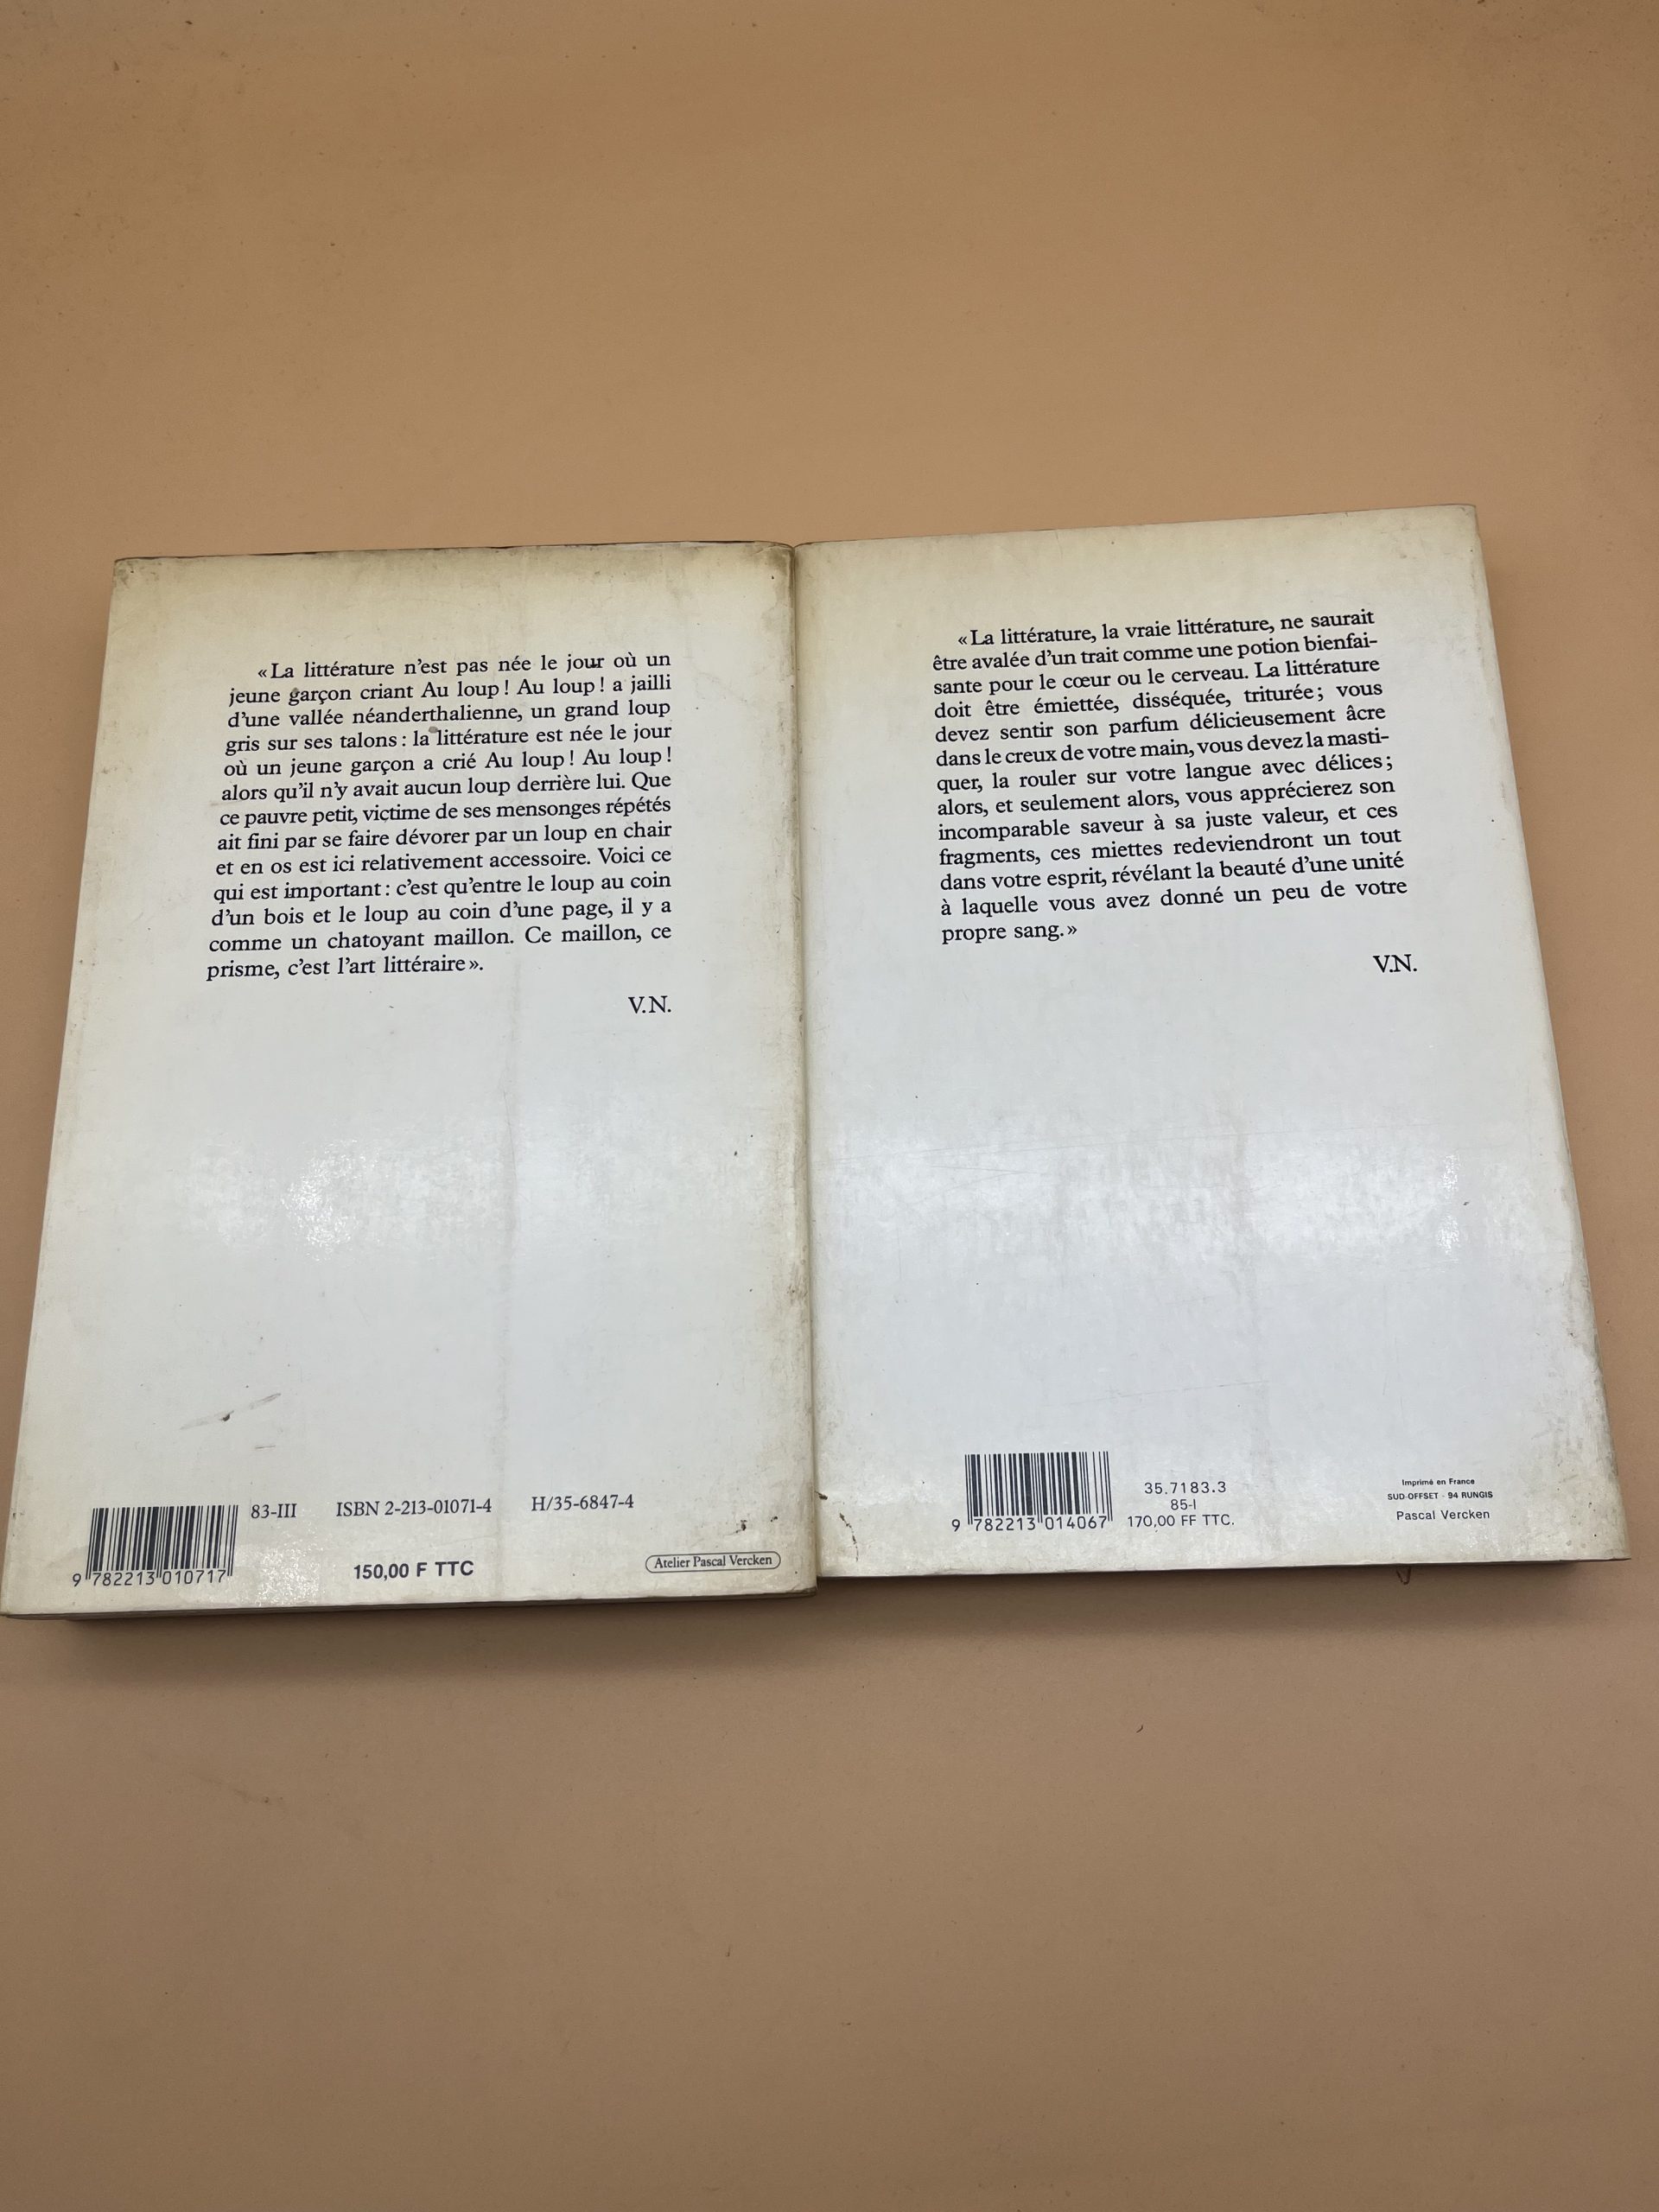 «La littérature n'est pas née le jour où un
jeune garçon criant Au loup! Au loup! a jailli
d'une vallée néanderthalienne, un grand loup
gris sur ses talons: la littérature est née le jour
où un jeune garçon a crié Au loup! Au loup!
alors qu'il n'y avait aucun loup derrière lui. Que
ce pauvre petit, victime de ses mensonges répétés
ait fini par se faire dévorer par un loup en chair
et en os est ici relativement accessoire. Voici ce
qui est important: c'est qu'entre le loup au coin
d'un bois et le loup au coin d'une page, il y a
comme un chatoyant maillon. Ce maillon, ce
prisme, c'est l'art littéraire».
V.N.
83-III ISBN 2-213-01071-4 H/35-6847-4
9 782213 010717
150,00 F TTC
Atelier Pascal Vercken
«La littérature, la vraie littérature, ne saurait
être avalée d'un trait comme une potion bienfai-
sante pour le cœur ou le cerveau. La littérature
doit être émiettée, disséquée, triturée; vous
devez sentir son parfum délicieusement âcre
dans le creux de votre main, vous devez la masti-
quer, la rouler sur votre langue avec délices;
alors, et seulement alors, vous apprécierez son
incomparable saveur à sa juste valeur, et ces
fragments, ces miettes redeviendront un tout
dans votre esprit, révélant la beauté d'une unité
à laquelle vous avez donné un peu de votre
propre sang.»
V.N.
9 782213 014067
35.7183.3
85-I
170,00 FF TTC.
Imprimé en France
SUD-OFFSET - 94 RUNGIS
Pascal Vercken